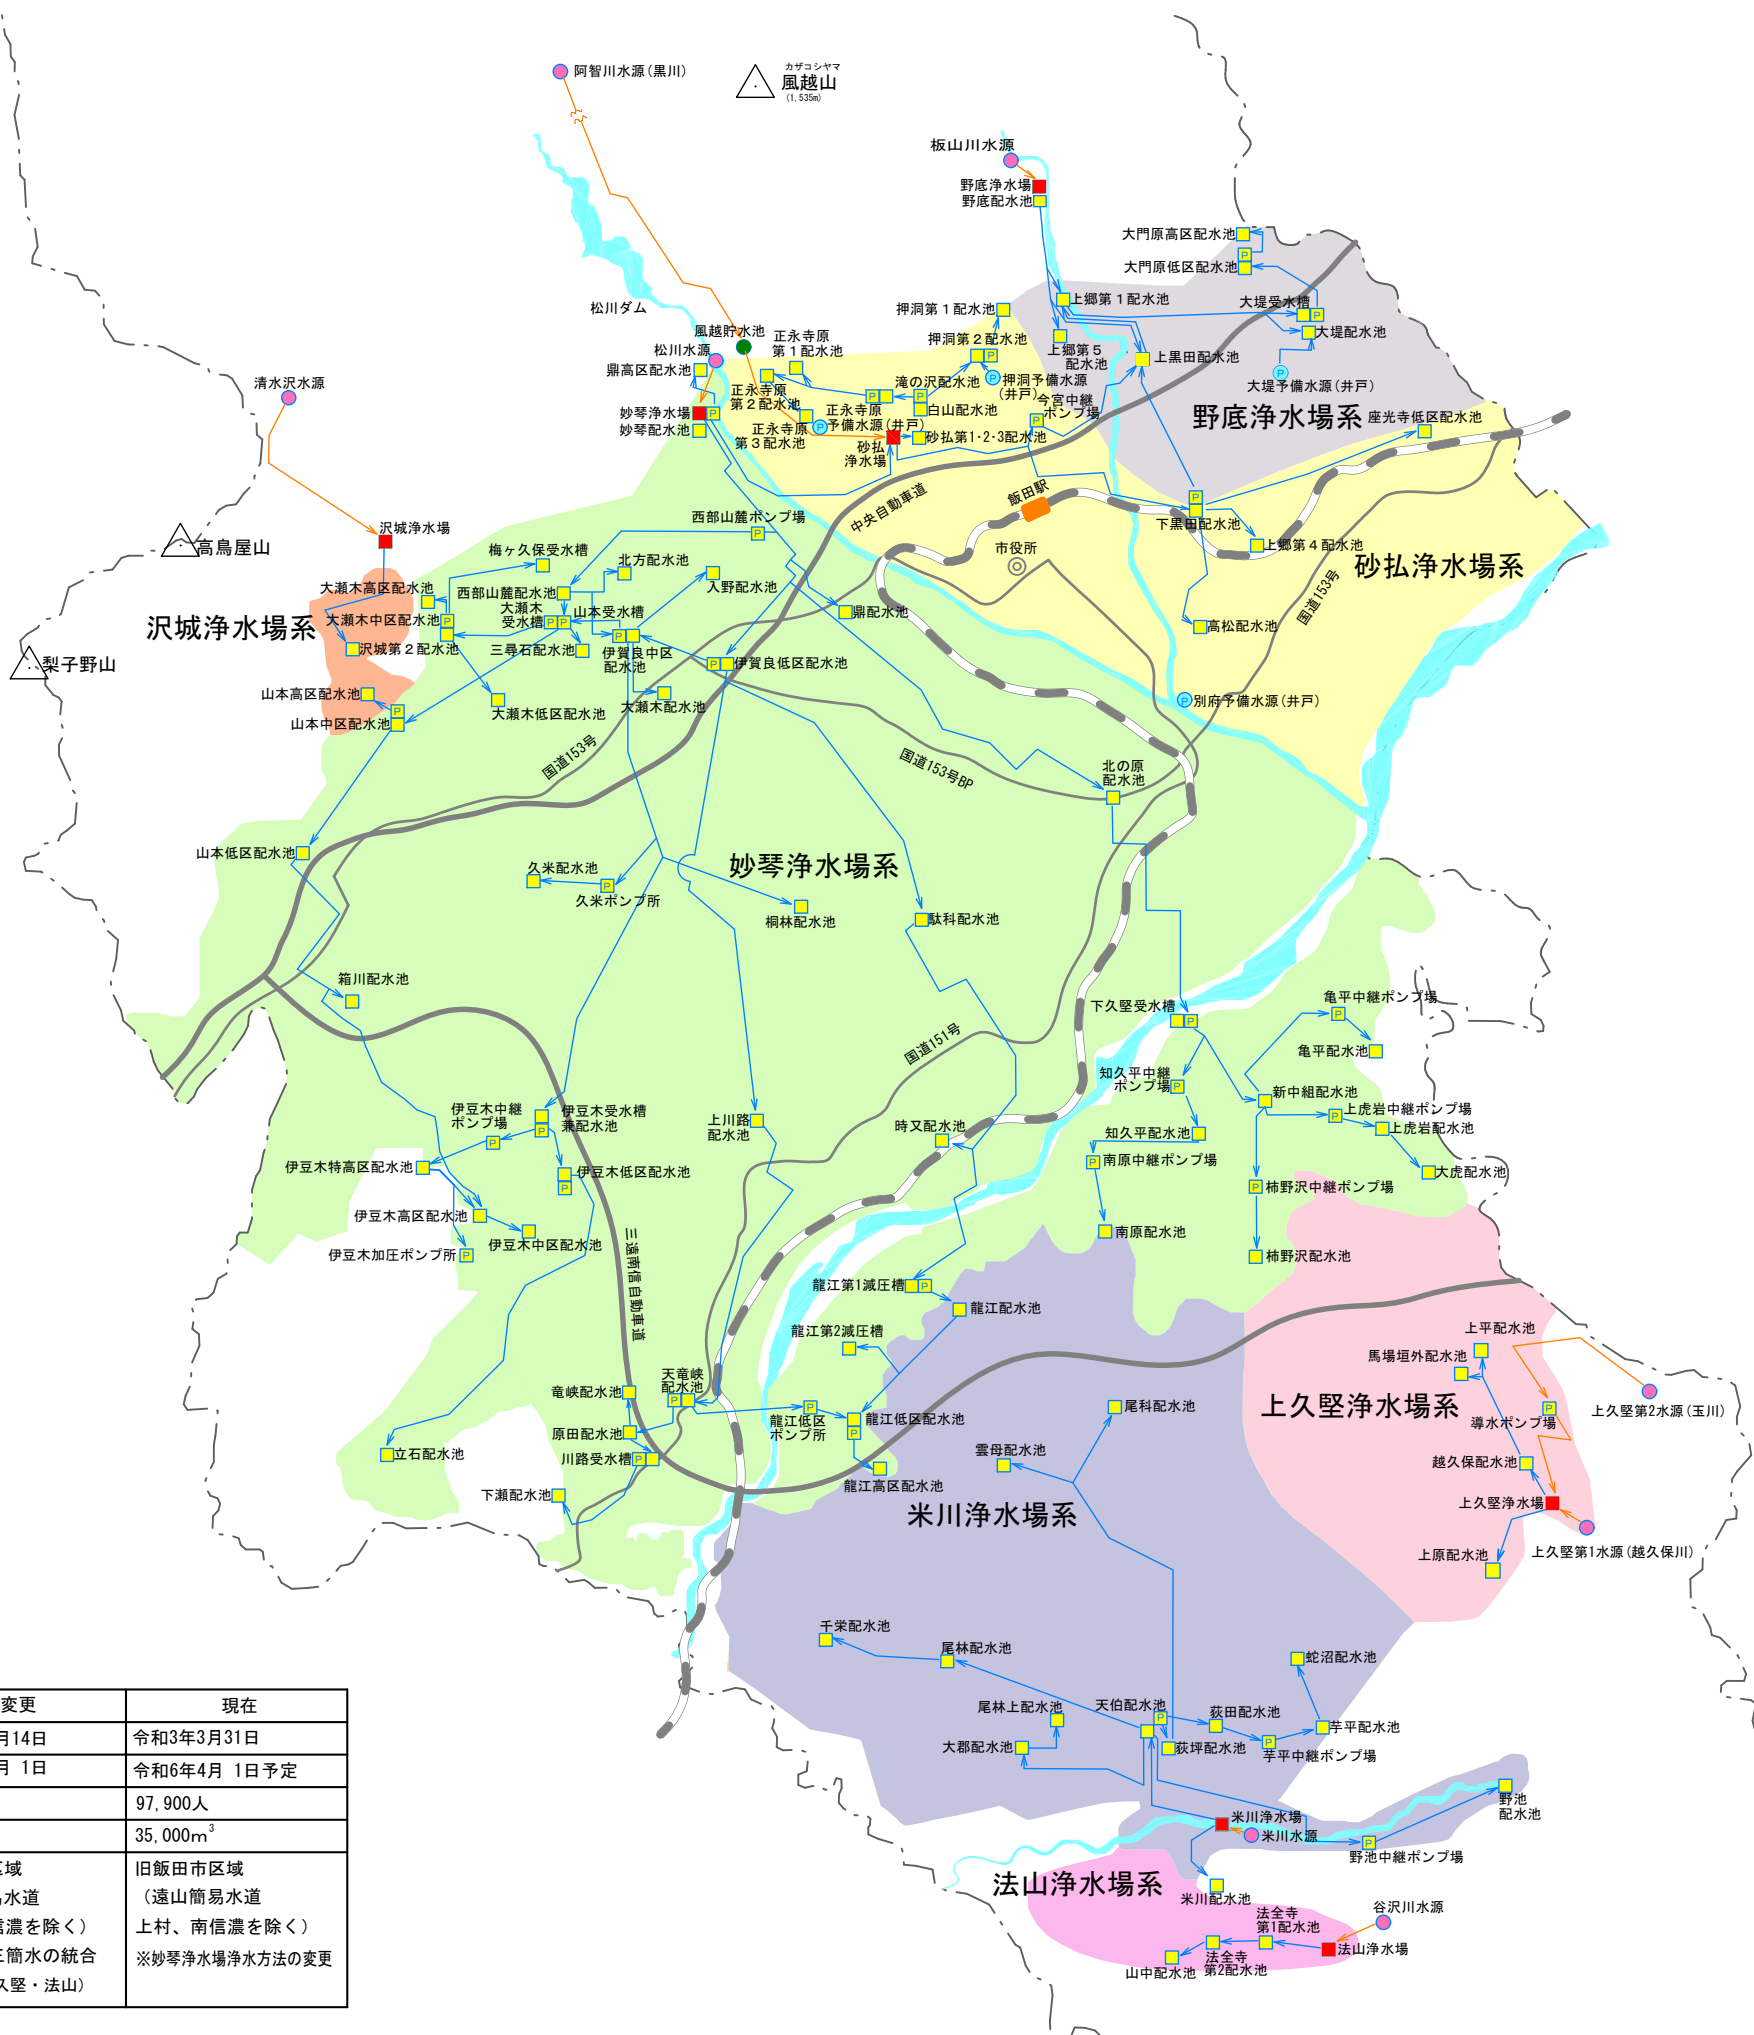 阿智川水源(黒川)
カザコシヤマ
風越山
(1,535m)
板山川水源
野底浄水場
野底配水池
大門原高区配水池
大門原低区配水池
松川ダム
押洞第1配水池
上郷第1配水池
大堤受水槽
風越貯水池
正永寺原
第1配水池
押洞第2配水池
大堤配水池
松川水源
上郷第5
配水池
上黒田配水池
鼎高区配水池
清水沢水源
正永寺原
第2配水池
滝の沢配水池
押洞予備水源
(井戸)
大堤予備水源(井戸)
白山配水池
今宮中継
ポンプ場
野底浄水場系
座光寺低区配水池
妙琴浄水場
妙琴配水池
正永寺原
予備水源(井戸)
正永寺原
第3配水池
砂払
浄水場
砂払第1・2・3配水池
飯田駅
中央自動車道
西部山麓ポンプ場
下黒田配水池
沢城浄水場
高鳥屋山
市役所
上郷第4配水池
砂払浄水場系
梅ヶ久保受水槽
北方配水池
入野配水池
国道153号
大瀬木高区配水池
西部山麓配水池
大瀬木
受水槽
山本受水槽
鼎配水池
沢城浄水場系
大瀬木中区配水池
高松配水池
沢城第2配水池
三尋石配水池
伊賀良中区
配水池
伊賀良低区配水池
梨子野山
山本高区配水池
大瀬木低区配水池
大瀬木配水池
別府予備水源(井戸)
山本中区配水池
国道153号
国道153号BP
北の原
配水池
山本低区配水池
久米配水池
妙琴浄水場系
久米ポンプ所
桐林配水池
駄科配水池
箱川配水池
下久堅受水槽
亀平中継ポンプ場
国道151号
亀平配水池
知久平中継
ポンプ場
新中組配水池
伊豆木中継
ポンプ場
伊豆木受水槽
兼配水池
上川路
配水池
時又配水池
知久平配水池
上虎岩中継ポンプ場
上虎岩配水池
伊豆木特高区配水池
伊豆木低区配水池
南原中継ポンプ場
大虎配水池
柿野沢中継ポンプ場
伊豆木高区配水池
伊豆木中区配水池
南原配水池
伊豆木加圧ポンプ所
三遠南信自動車道
柿野沢配水池
龍江第1減圧槽
龍江配水池
龍江第2減圧槽
上平配水池
馬場垣外配水池
天竜峡
配水池
竜峡配水池
上久堅浄水場系
上久堅第2水源(玉川)
尾科配水池
導水ポンプ場
龍江低区
ポンプ所
龍江低区配水池
原田配水池
立石配水池
川路受水槽
雲母配水池
越久保配水池
龍江高区配水池
下瀬配水池
米川浄水場系
上久堅浄水場
上原配水池
上久堅第1水源(越久保川)
千栄配水池
尾林配水池
蛇沼配水池
尾林上配水池
天伯配水池
荻田配水池
芋平配水池
大郡配水池
荻坪配水池
芋平中継ポンプ場
野池
配水池
米川浄水場
米川水源
野池中継ポンプ場
法山浄水場系
米川配水池
谷沢川水源
法全寺
第1配水池
法山浄水場
法全寺
第2配水池
山中配水池
変更 現在
月14日 令和3年3月31日
月 1日 令和6年4月 1日予定
97,900人
35,000m³
区域 旧飯田市区域
易水道 (遠山簡易水道
信濃を除く) 上村、南信濃を除く)
三簡水の統合 ※妙琴浄水場浄水方法の変更
久堅・法山)